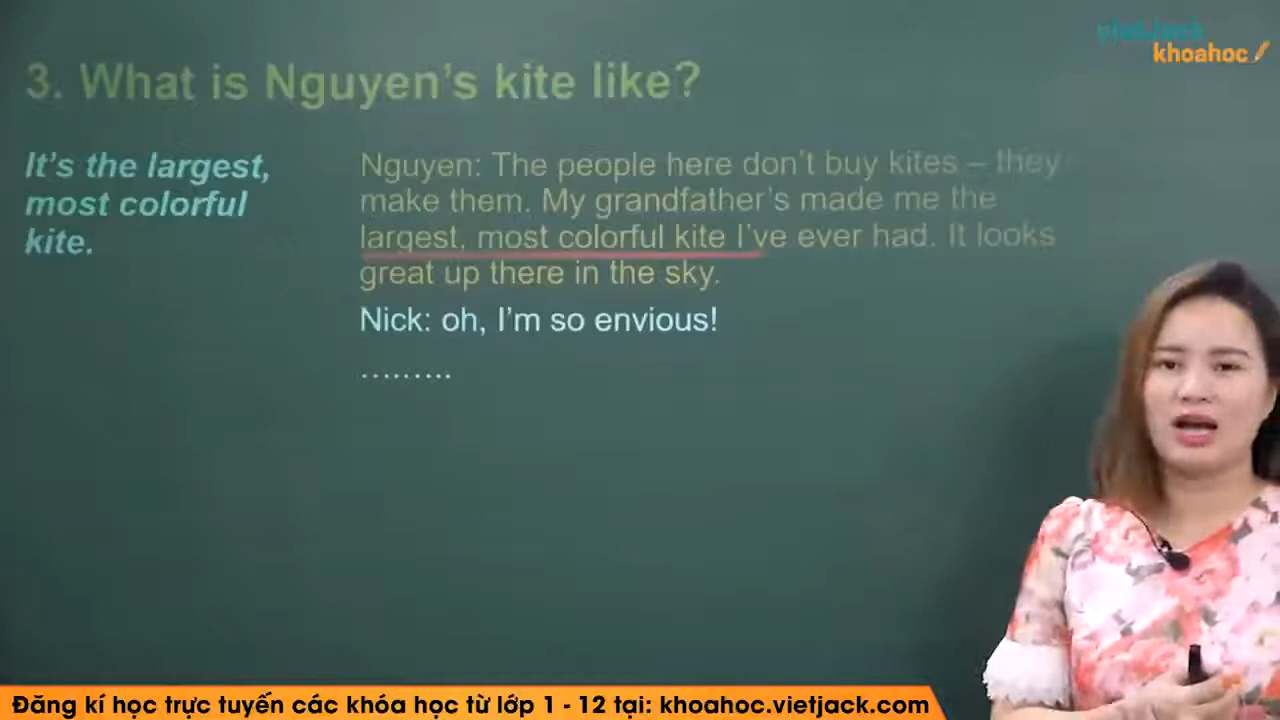 vietjack
khoahoc
3. What is Nguyen's kite like?
It's the largest,
most colorful
kite.
Nguyen: The people here don't buy kites – they
make them. My grandfather's made me the
largest, most colorful kite I've ever had. It looks
great up there in the sky.
Nick: oh, I'm so envious!
………
Đăng kí học trực tuyến các khóa học từ lớp 1 - 12 tại: khoahoc.vietjack.com